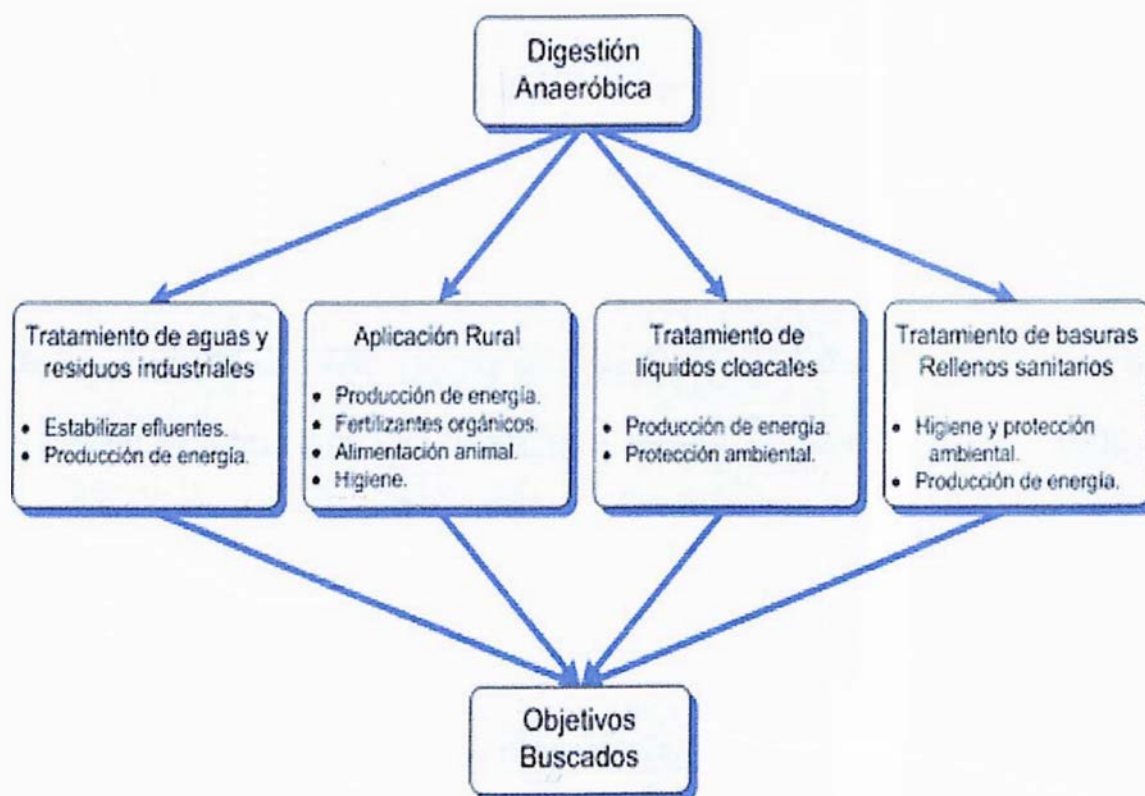 Digestión
Anaeróbica
Tratamiento de aguas y
residuos industriales
• Estabilizar efluentes.
• Producción de energía.
Aplicación Rural
• Producción de energía.
• Fertilizantes orgánicos.
• Alimentación animal.
• Higiene.
Tratamiento de
líquidos cloacales
• Producción de energía.
• Protección ambiental.
Tratamiento de basuras
Rellenos sanitarios
• Higiene y protección
ambiental.
• Producción de energía.
Objetivos
Buscados